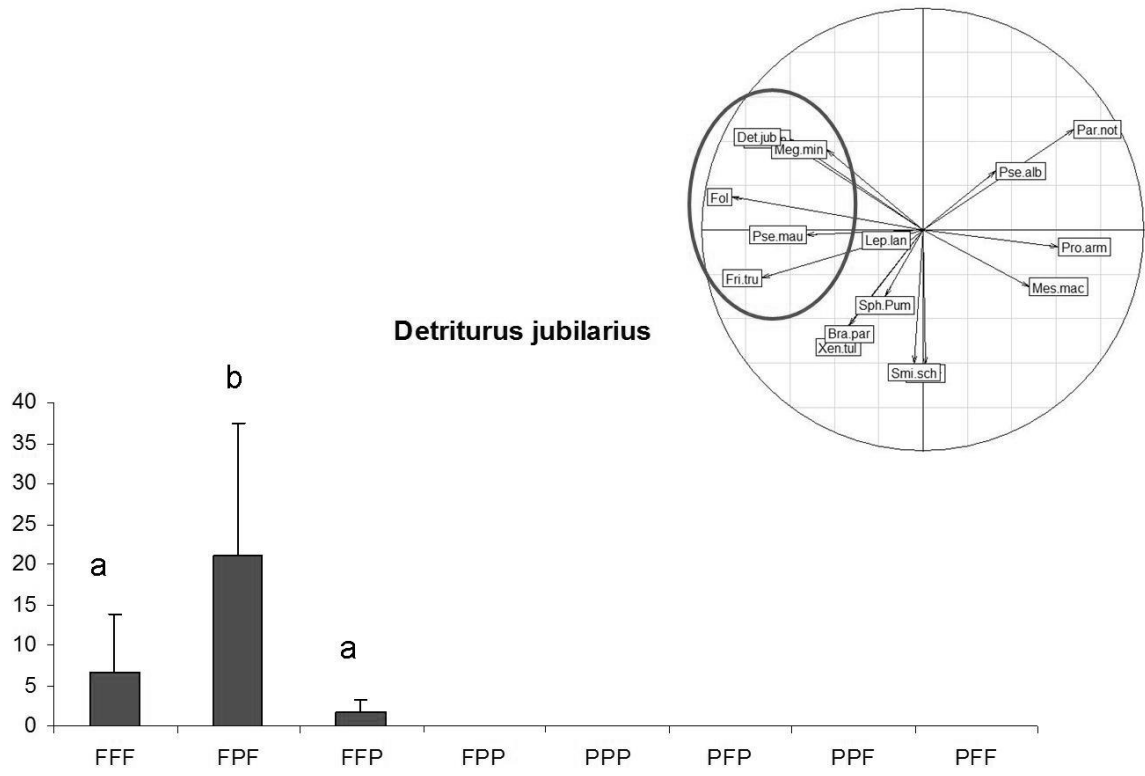 Det.jub
Meg.min
Par.not
Pse.alb
Fol
Pse.mau
Lep.lan
Pro.arm
Fri.tru
Mes.mac
Sph.Pum
Bra.par
Xen.tul
Smi.sch
Detriturus jubilarius
b
a
a
40
35
30
25
20
15
10
5
0
FFF FPF FFP FPP PPP PFP PPF PFF